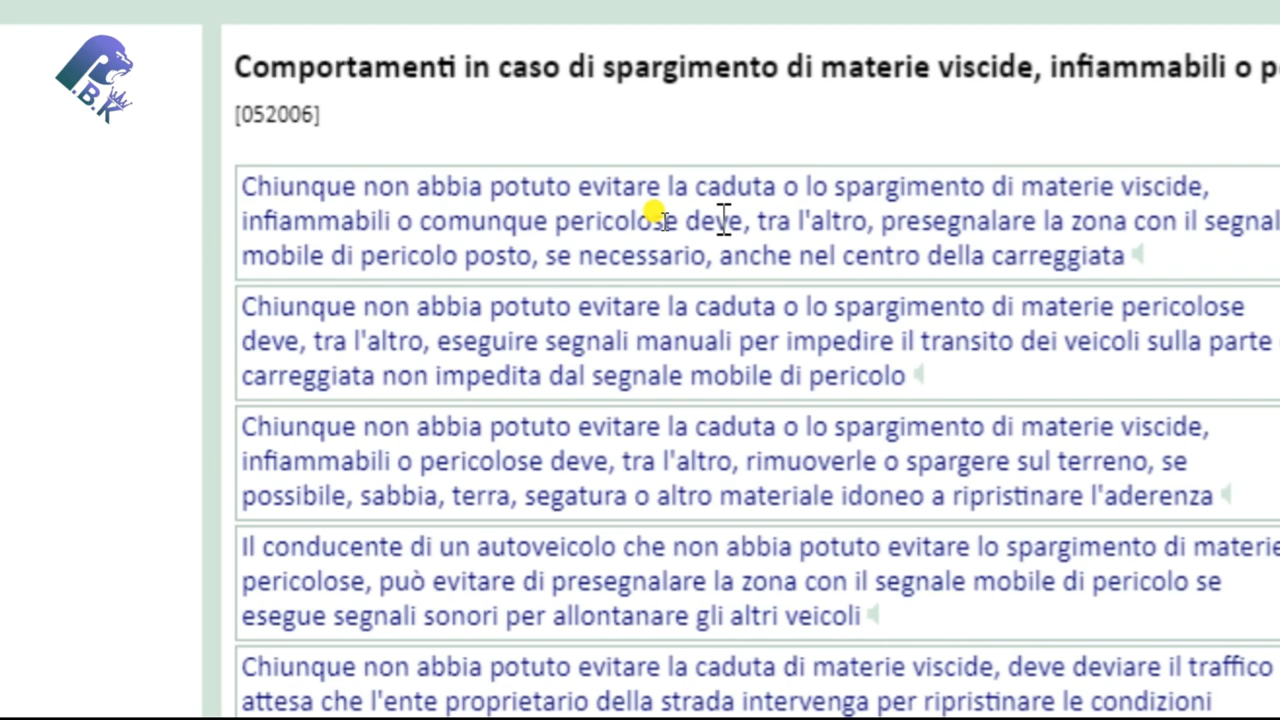 P.B.K
Comportamenti in caso di spargimento di materie viscide, infiammabili o p
[052006]
Chiunque non abbia potuto evitare la caduta o lo spargimento di materie viscide,
infiammabili o comunque pericolose deve, tra l'altro, presegnalare la zona con il segnal
mobile di pericolo posto, se necessario, anche nel centro della carreggiata
Chiunque non abbia potuto evitare la caduta o lo spargimento di materie pericolose
deve, tra l'altro, eseguire segnali manuali per impedire il transito dei veicoli sulla parte
carreggiata non impedita dal segnale mobile di pericolo
Chiunque non abbia potuto evitare la caduta o lo spargimento di materie viscide,
infiammabili o pericolose deve, tra l'altro, rimuoverle o spargere sul terreno, se
possibile, sabbia, terra, segatura o altro materiale idoneo a ripristinare l'aderenza
Il conducente di un autoveicolo che non abbia potuto evitare lo spargimento di materie
pericolose, può evitare di presegnalare la zona con il segnale mobile di pericolo se
esegue segnali sonori per allontanare gli altri veicoli
Chiunque non abbia potuto evitare la caduta di materie viscide, deve deviare il traffico
attesa che l'ente proprietario della strada intervenga per ripristinare le condizioni